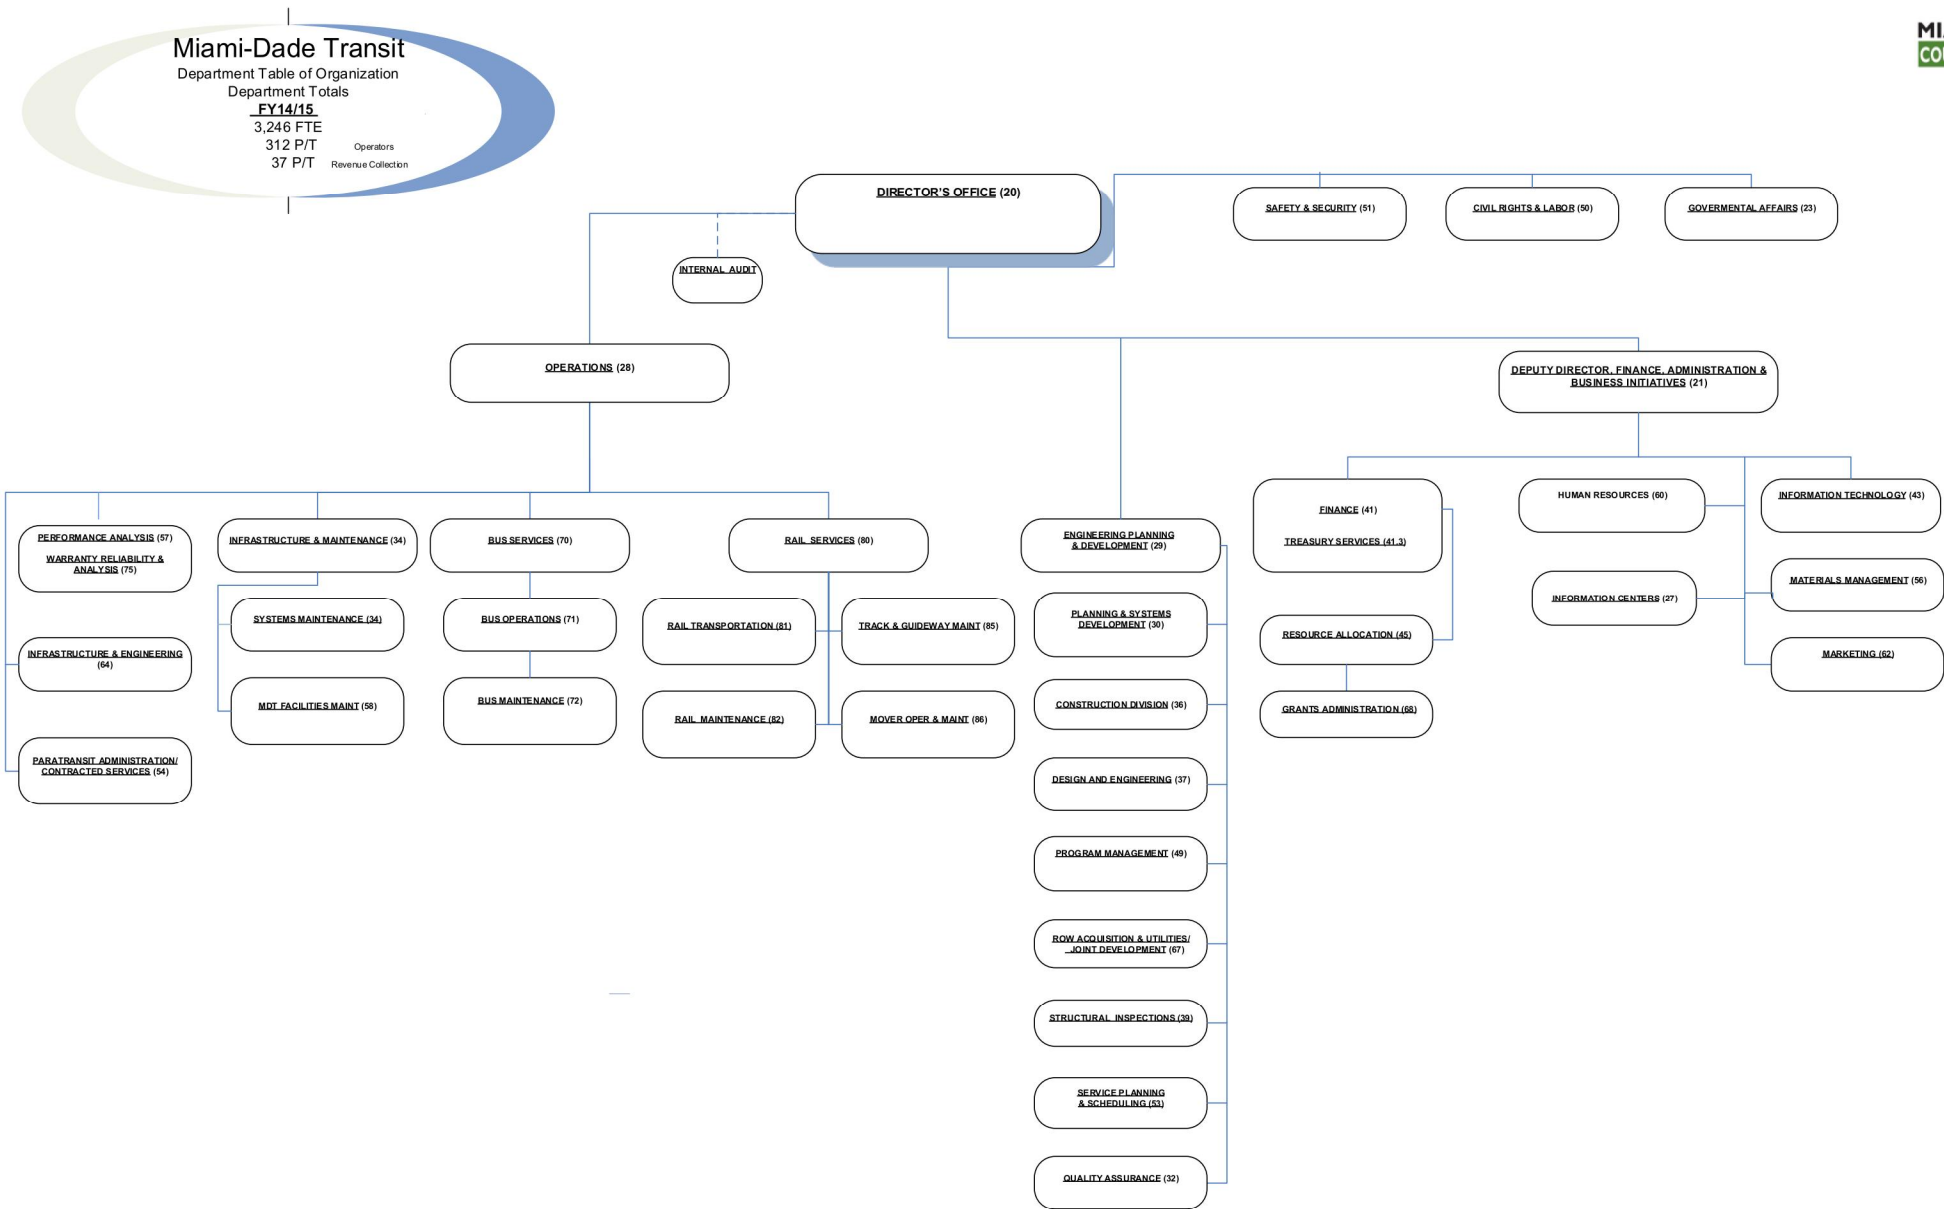 Miami-Dade Transit
Department Table of Organization
Department Totals
FY14/15
3,246 FTE
312 P/T Operators
37 P/T Revenue Collection
DIRECTOR'S OFFICE (20)
SAFETY & SECURITY (51)
CIVIL RIGHTS & LABOR (50)
GOVERMENTAL AFFAIRS (23)
INTERNAL AUDIT
OPERATIONS (28)
DEPUTY DIRECTOR, FINANCE, ADMINISTRATION &
BUSINESS INITIATIVES (21)
PERFORMANCE ANALYSIS (57)
WARRANTY RELIABILITY &
ANALYSIS (75)
INFRASTRUCTURE & ENGINEERING
(64)
PARATRANSIT ADMINISTRATION/
CONTRACTED SERVICES (54)
INFRASTRUCTURE & MAINTENANCE (34)
SYSTEMS MAINTENANCE (34)
MDT FACILITIES MAINT (58)
BUS SERVICES (70)
BUS OPERATIONS (71)
BUS MAINTENANCE (72)
RAIL SERVICES (80)
RAIL TRANSPORTATION (81)
TRACK & GUIDEWAY MAINT (85)
RAIL MAINTENANCE (82)
MOVER OPER & MAINT (86)
ENGINEERING PLANNING
& DEVELOPMENT (29)
PLANNING & SYSTEMS
DEVELOPMENT (30)
CONSTRUCTION DIVISION (36)
DESIGN AND ENGINEERING (37)
PROGRAM MANAGEMENT (49)
ROW ACQUISITION & UTILITIES/
JOINT DEVELOPMENT (67)
STRUCTURAL INSPECTIONS (39)
SERVICE PLANNING
& SCHEDULING (53)
QUALITY ASSURANCE (32)
FINANCE (41)
TREASURY SERVICES (41.3)
RESOURCE ALLOCATION (45)
GRANTS ADMINISTRATION (68)
HUMAN RESOURCES (60)
INFORMATION TECHNOLOGY (43)
INFORMATION CENTERS (27)
MATERIALS MANAGEMENT (56)
MARKETING (62)